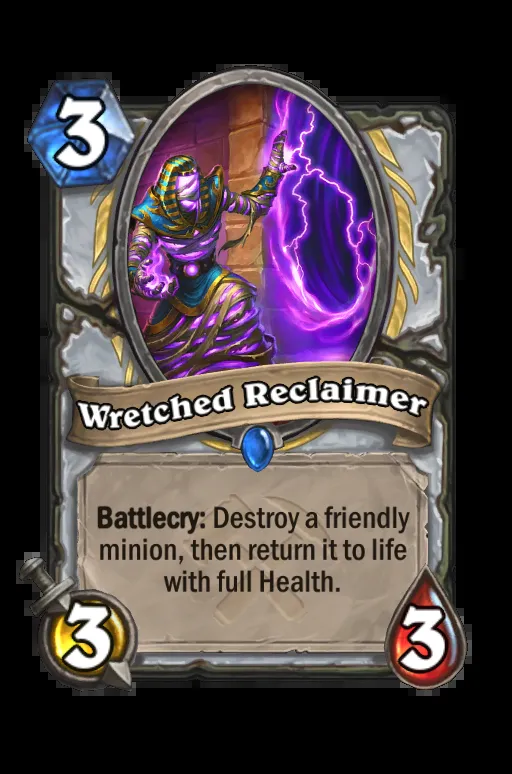 3
Wretched Reclaimer
Battlecry: Destroy a friendly
minion, then return it to life
with full Health.
3
3